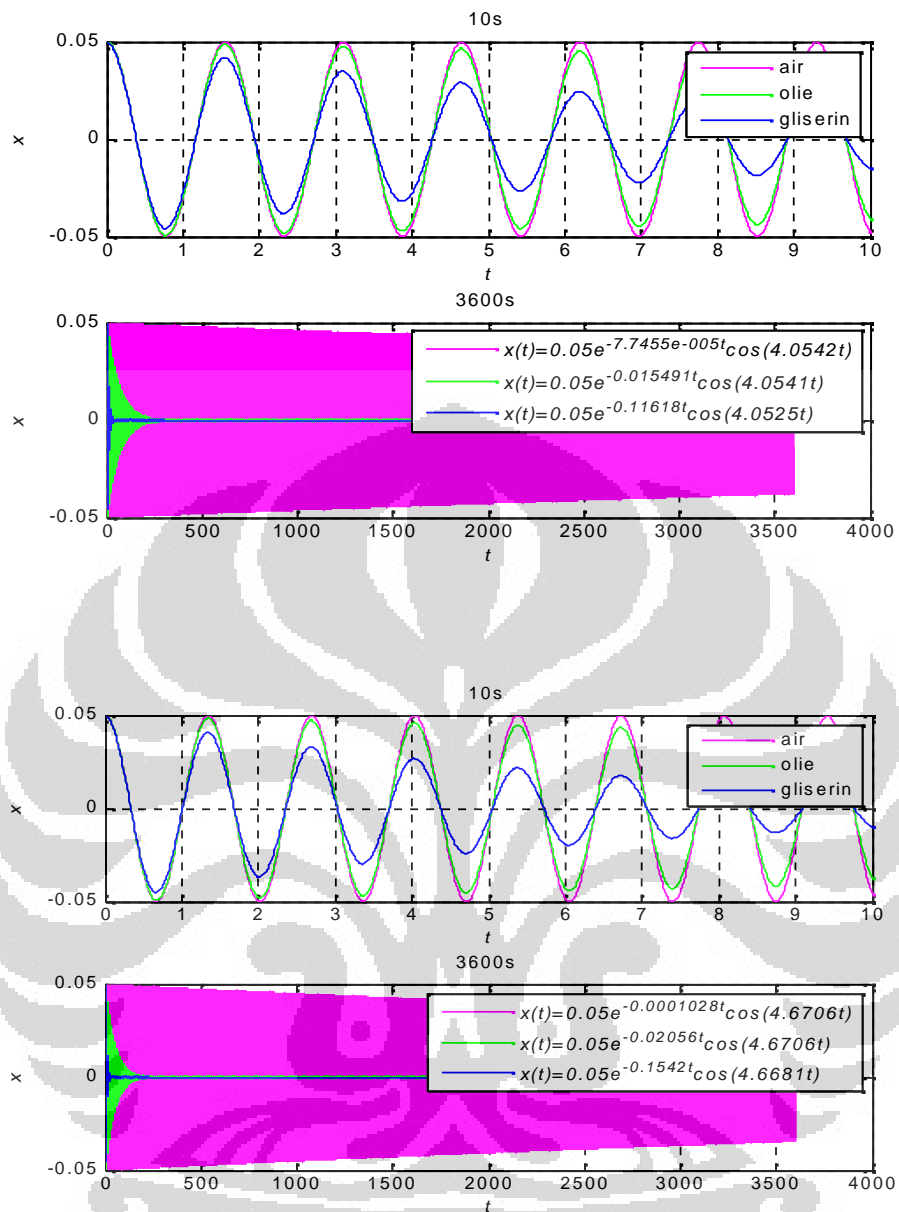 10s
0.05
0
-0.05
x
air
olie
gliserin
0 1 2 3 4 5 6 7 8 9 10
t
3600s
0.05
0
-0.05
x
x(t)=0.05e^-7.7455e-005t cos(4.0542t)
x(t)=0.05e^-0.015491t cos(4.0541t)
x(t)=0.05e^-0.11618t cos(4.0525t)
0 500 1000 1500 2000 2500 3000 3500 4000
t
10s
0.05
0
-0.05
x
air
olie
gliserin
0 1 2 3 4 5 6 7 8 9 10
t
3600s
0.05
0
-0.05
x
x(t)=0.05e^-0.0001028t cos(4.6706t)
x(t)=0.05e^-0.02056t cos(4.6706t)
x(t)=0.05e^-0.1542t cos(4.6681t)
0 500 1000 1500 2000 2500 3000 3500 4000
t